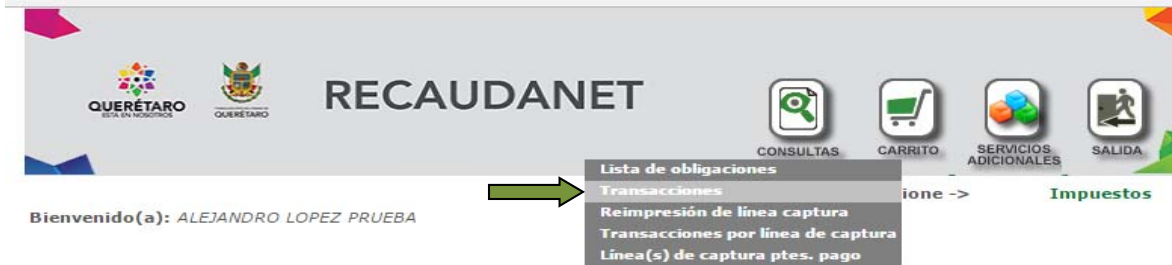 QUERÉTARO
ESTÁ EN NOSOTROS
QUERÉTARO
RECAUDANET
CONSULTAS
CARRITO
SERVICIOS ADICIONALES
SALIDA
Lista de obligaciones
Transacciones
Reimpresión de línea captura
Transacciones por línea de captura
Línea(s) de captura ptes. pago
ione ->
Impuestos
Bienvenido(a): ALEJANDRO LOPEZ PRUEBA